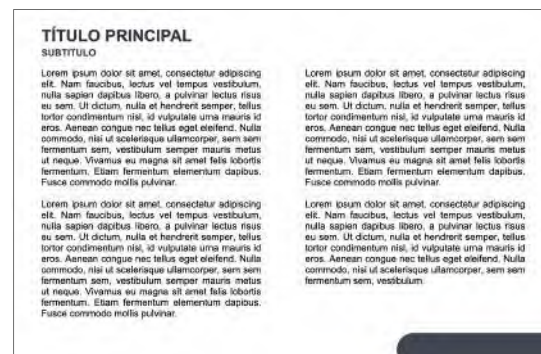 TÍTULO PRINCIPAL
SUBTITULO
Lorem ipsum dolor sit amet, consectetur adipiscing
elit. Nam faucibus, lectus vel tempus vestibulum,
nulla sapien dapibus libero, a pulvinar lectus risus
eu sem. Ut dictum, nulla et hendrerit semper, tellus
tortor condimentum nisl, id vulputate urna mauris id
eros. Aenean congue nec tellus eget eleifend. Nulla
commodo, nisi ut scelerisque ullamcorper, sem sem
fermentum sem, vestibulum semper mauris metus
ut neque. Vivamus eu magna sit amet felis lobortis
fermentum. Etiam fermentum elementum dapibus.
Fusce commodo mollis pulvinar.
Lorem ipsum dolor sit amet, consectetur adipiscing
elit. Nam faucibus, lectus vel tempus vestibulum,
nulla sapien dapibus libero, a pulvinar lectus risus
eu sem. Ut dictum, nulla et hendrerit semper, tellus
tortor condimentum nisl, id vulputate urna mauris id
eros. Aenean congue nec tellus eget eleifend. Nulla
commodo, nisi ut scelerisque ullamcorper, sem sem
fermentum sem, vestibulum semper mauris metus
ut neque. Vivamus eu magna sit amet felis lobortis
fermentum. Etiam fermentum elementum dapibus.
Fusce commodo mollis pulvinar.
Lorem ipsum dolor sit amet, consectetur adipiscing
elit. Nam faucibus, lectus vel tempus vestibulum,
nulla sapien dapibus libero, a pulvinar lectus risus
eu sem. Ut dictum, nulla et hendrerit semper, tellus
tortor condimentum nisl, id vulputate urna mauris id
eros. Aenean congue nec tellus eget eleifend. Nulla
commodo, nisi ut scelerisque ullamcorper, sem sem
fermentum sem, vestibulum semper mauris metus
ut neque. Vivamus eu magna sit amet felis lobortis
fermentum. Etiam fermentum elementum dapibus.
Fusce commodo mollis pulvinar.
Lorem ipsum dolor sit amet, consectetur adipiscing
elit. Nam faucibus, lectus vel tempus vestibulum,
nulla sapien dapibus libero, a pulvinar lectus risus
eu sem. Ut dictum, nulla et hendrerit semper, tellus
tortor condimentum nisl, id vulputate urna mauris id
eros. Aenean congue nec tellus eget eleifend. Nulla
commodo, nisi ut scelerisque ullamcorper, sem sem
fermentum sem, vestibulum